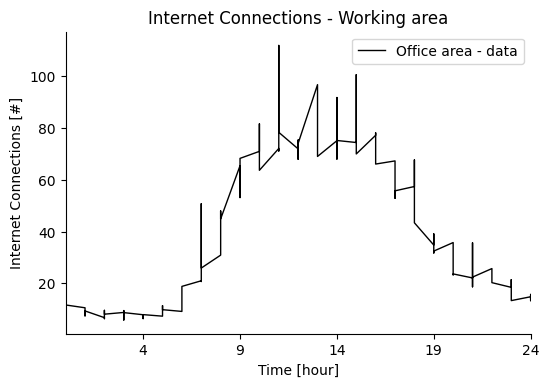 Internet Connections - Working area
Office area - data
Internet Connections [#]
100
80
60
40
20
4 9 14 19 24
Time [hour]